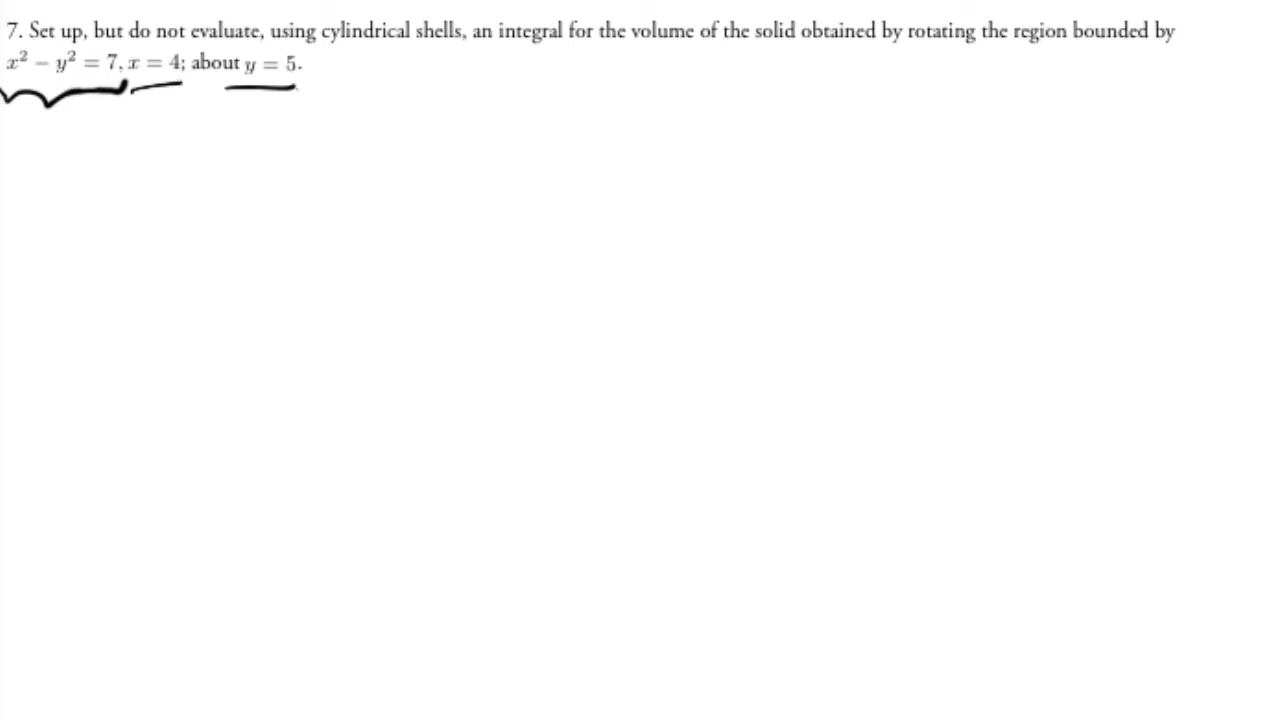 7. Set up, but do not evaluate, using cylindrical shells, an integral for the volume of the solid obtained by rotating the region bounded by
x² − y² = 7, x = 4; about y = 5.